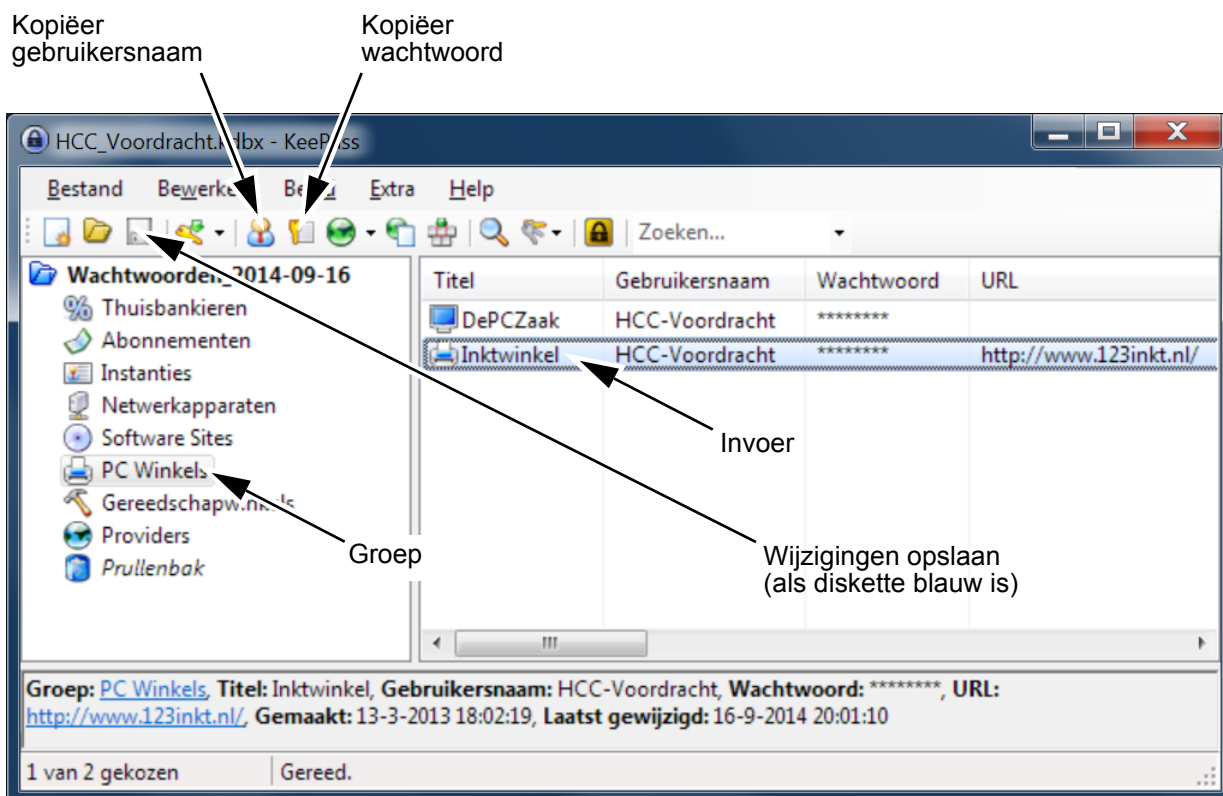 Kopiëer
gebruikersnaam
Kopiëer
wachtwoord
HCC_Voordracht.kdbx - KeePass
Bestand Bewerken Beeld Extra Help
Zoeken...
Wachtwoorden_2014-09-16
Thuisbankieren
Abonnementen
Instanties
Netwerkapparaten
Software Sites
PC Winkels
Gereedschapwinkels
Providers
Prullenbak
Titel Gebruikersnaam Wachtwoord URL
DePCZaak HCC-Voordracht ********
Inktwinkel HCC-Voordracht ******** http://www.123inkt.nl/
Invoer
Groep
Wijzigingen opslaan
(als diskette blauw is)
Groep: PC Winkels, Titel: Inktwinkel, Gebruikersnaam: HCC-Voordracht, Wachtwoord: ********, URL:
http://www.123inkt.nl/, Gemaakt: 13-3-2013 18:02:19, Laatst gewijzigd: 16-9-2014 20:01:10
1 van 2 gekozen Gereed.